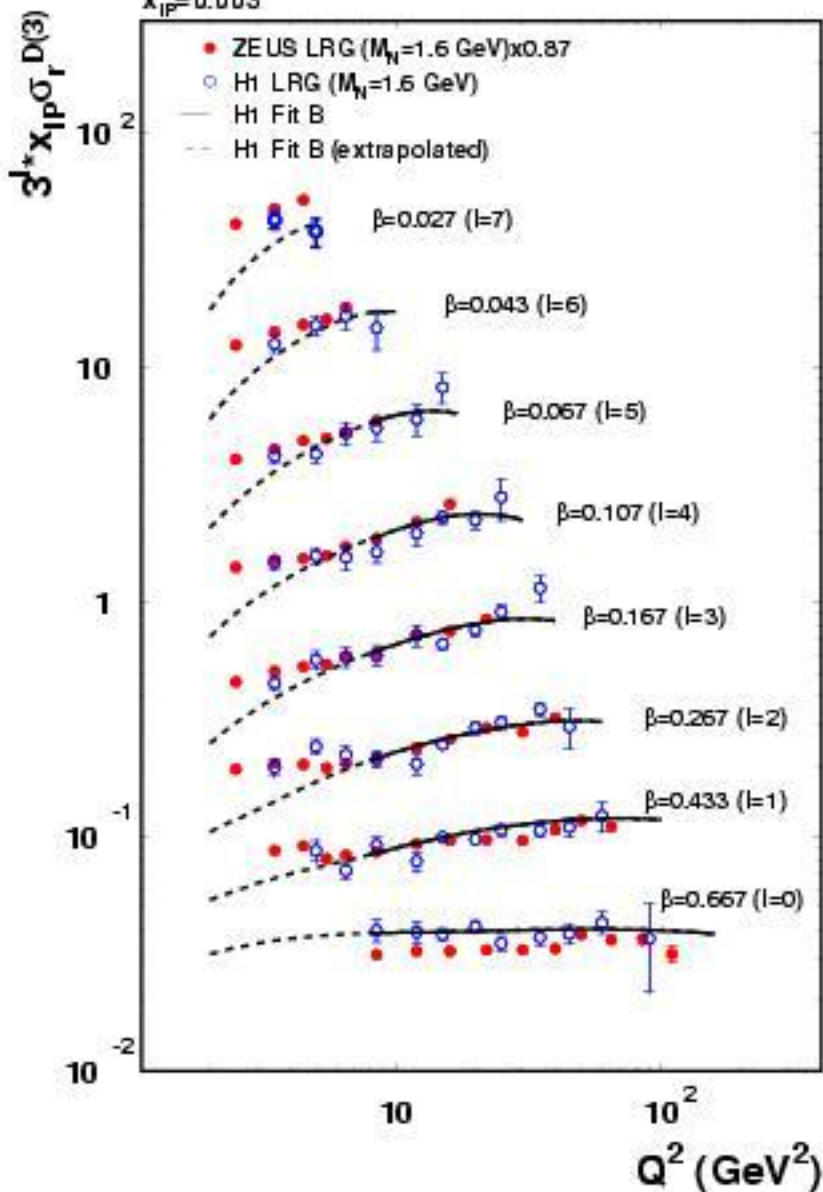 x_IP=0.003
3^l*x_IPσ_r^D(3)
ZEUS LRG (M_N=1.6 GeV)x0.87
H1 LRG (M_N=1.6 GeV)
H1 Fit B
H1 Fit B (extrapolated)
10^2
β=0.027 (l=7)
β=0.043 (l=6)
10
β=0.067 (l=5)
β=0.107 (l=4)
1
β=0.167 (l=3)
β=0.267 (l=2)
β=0.433 (l=1)
10^-1
β=0.667 (l=0)
10^-2
10
10^2
Q^2 (GeV^2)